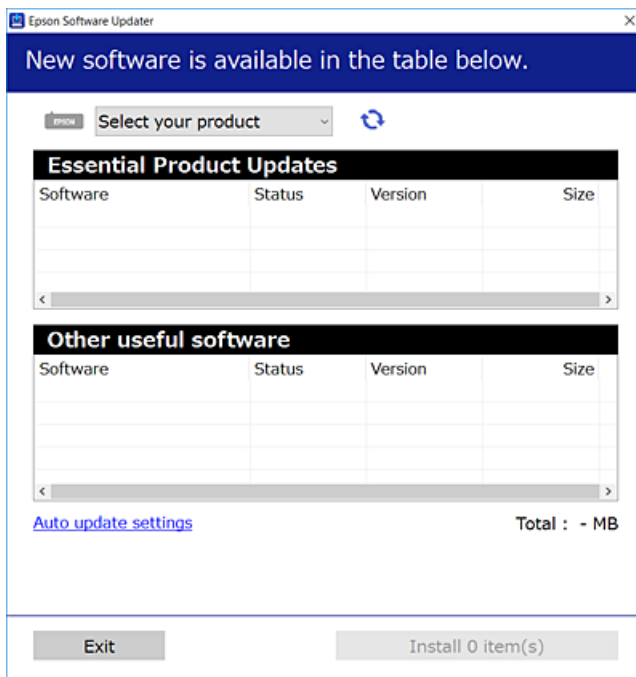 Epson Software Updater
New software is available in the table below.
EPSON Select your product
Essential Product Updates
Software Status Version Size
Other useful software
Software Status Version Size
Auto update settings Total : - MB
Exit Install 0 item(s)